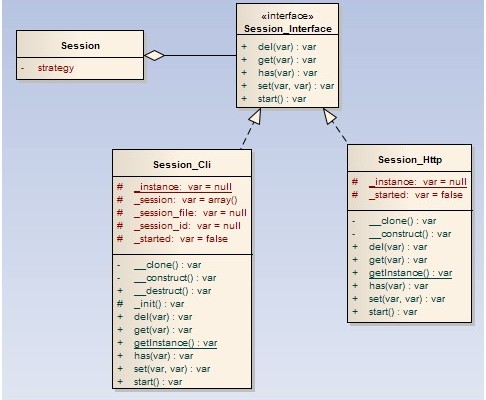 Session
- strategy
«interface»
Session_Interface
+ del(var) : var
+ get(var) : var
+ has(var) : var
+ set(var, var) : var
+ start() : var
Session_Cli
# _instance: var = null
# _session: var = array()
# _session_file: var = null
# _session_id: var = null
# _started: var = false
- __clone() : var
- __construct() : var
+ __destruct() : var
# _init() : var
+ del(var) : var
+ get(var) : var
+ getInstance() : var
+ has(var) : var
+ set(var, var) : var
+ start() : var
Session_Http
# _instance: var = null
# _started: var = false
- __clone() : var
- __construct() : var
+ del(var) : var
+ get(var) : var
+ getInstance() : var
+ has(var) : var
+ set(var, var) : var
+ start() : var